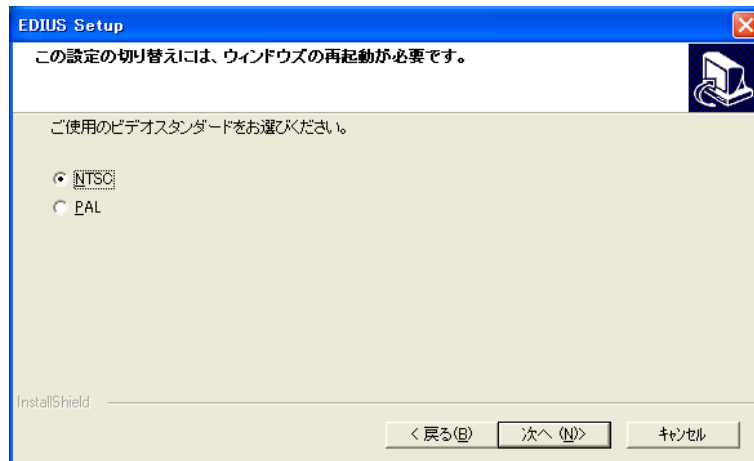 EDIUS Setup
この設定の切り替えには、ウィンドウズの再起動が必要です。
ご使用のビデオスタンダードをお選びください。
NTSC
PAL
InstallShield
< 戻る(B)
次へ (N)>
キャンセル